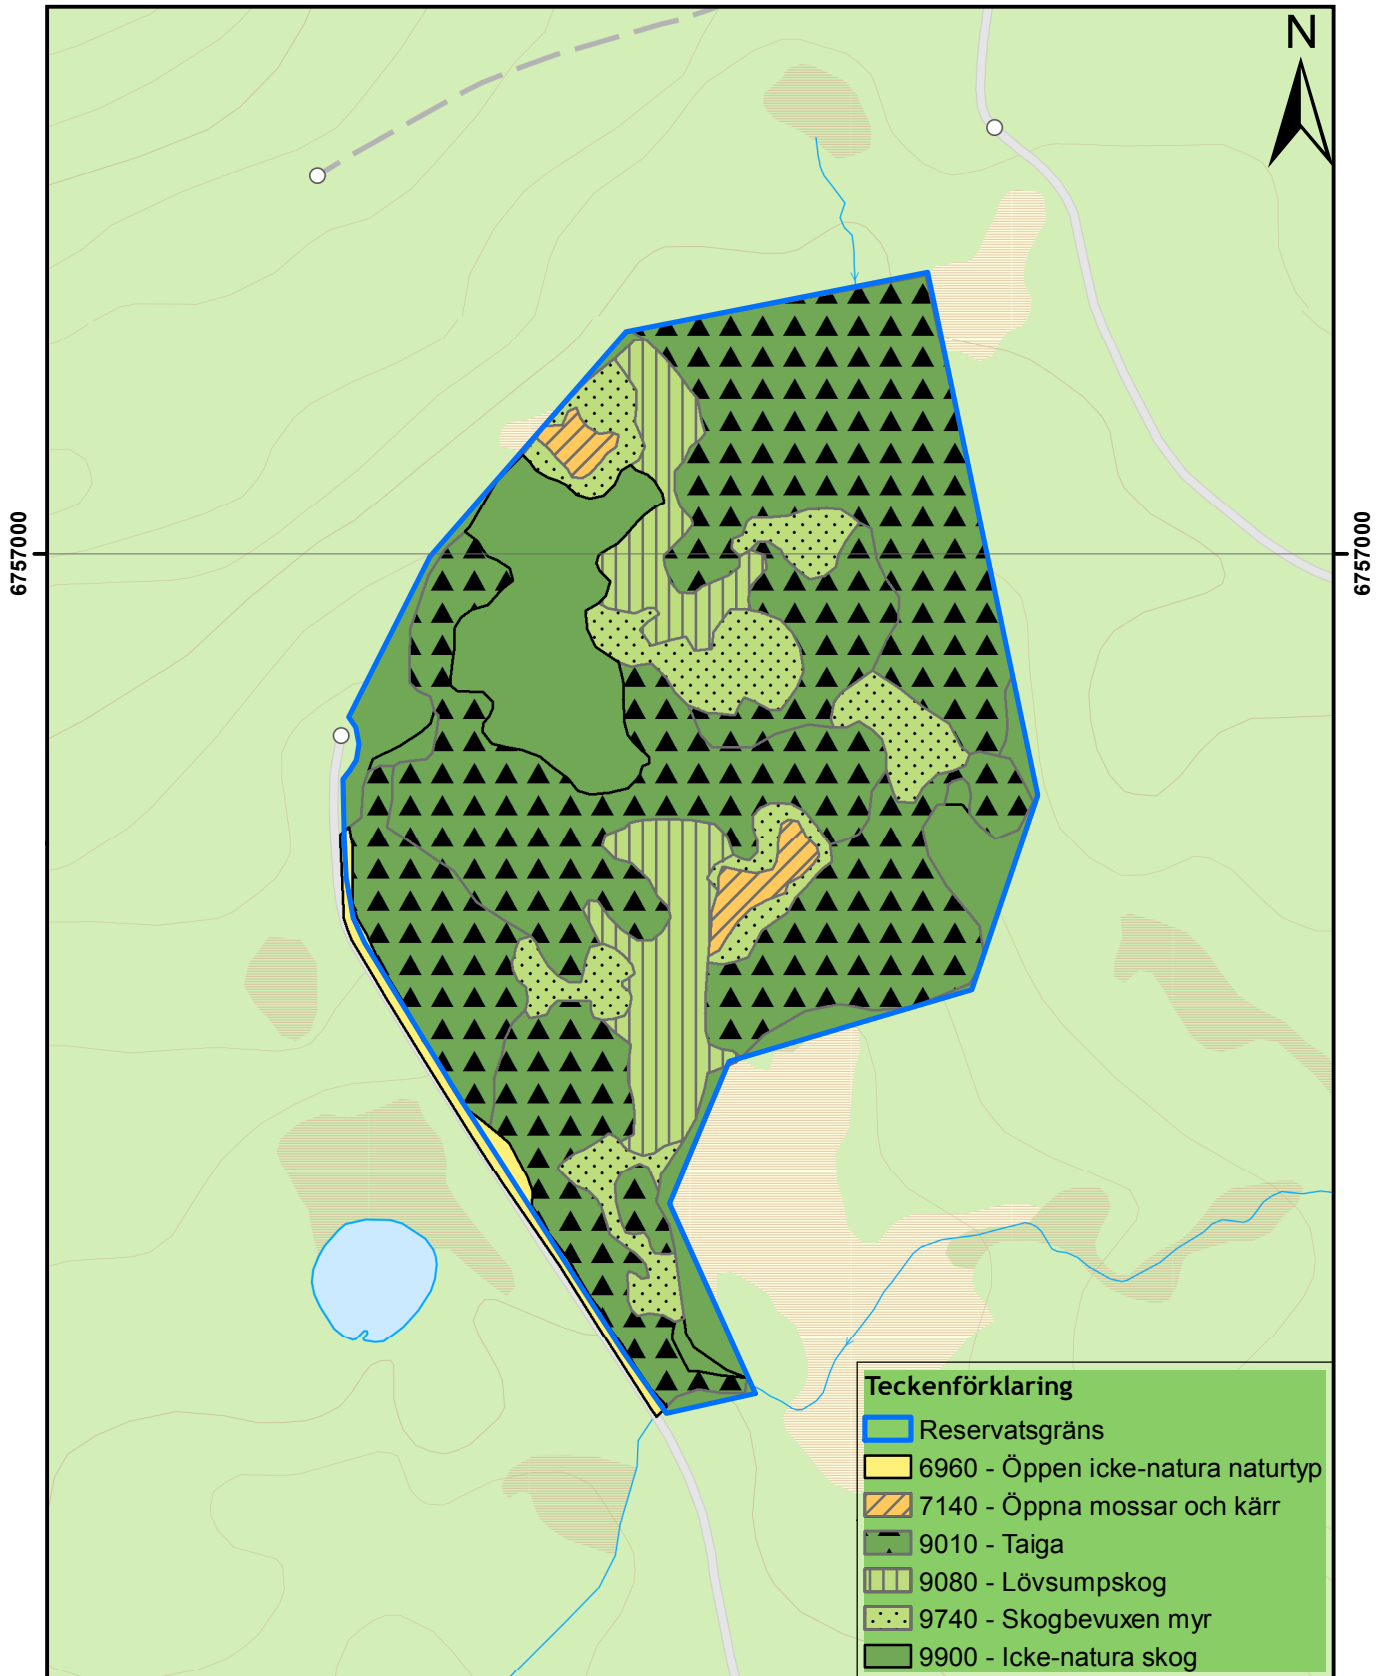 N
6757000
6757000
Teckenförklaring
Reservatsgräns
6960 - Öppen icke-natura naturtyp
7140 - Öppna mossar och kärr
9010 - Taiga
9080 - Lövsumpskog
9740 - Skogbevuxen myr
9900 - Icke-natura skog